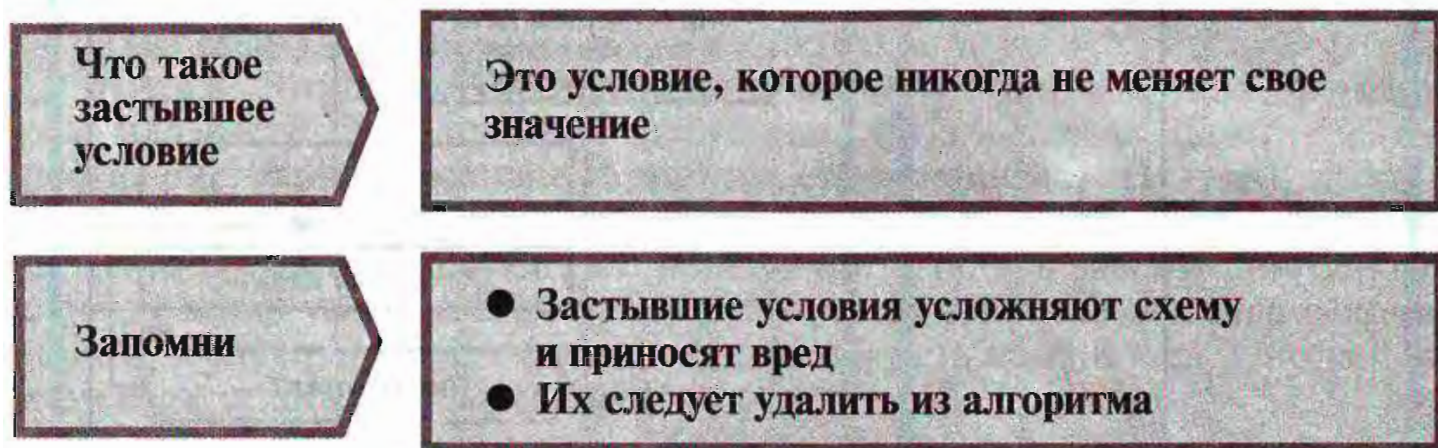 Что такое
застывшее
условие
Это условие, которое никогда не меняет свое
значение
Запомни
● Застывшие условия усложняют схему
и приносят вред
● Их следует удалить из алгоритма